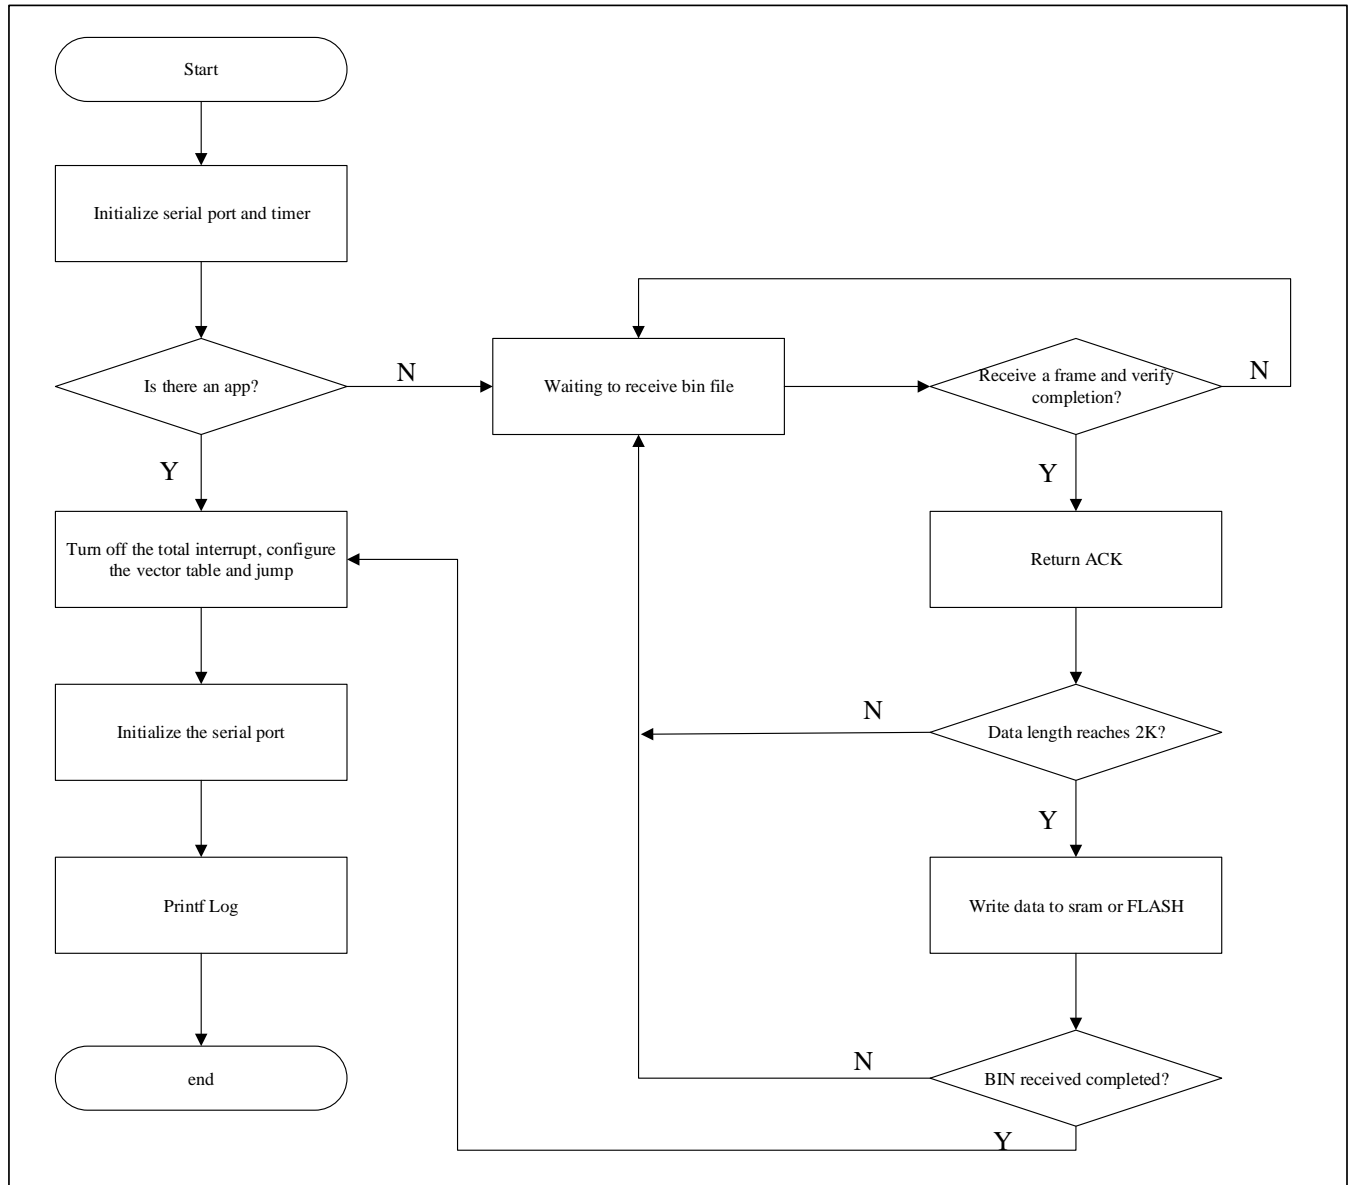 Start
Initialize serial port and timer
Is there an app?
N
Y
Waiting to receive bin file
Receive a frame and verify
completion?
N
Y
Turn off the total interrupt, configure
the vector table and jump
Return ACK
Initialize the serial port
N
Data length reaches 2K?
Y
Printf Log
Write data to sram or FLASH
end
N
BIN received completed?
Y